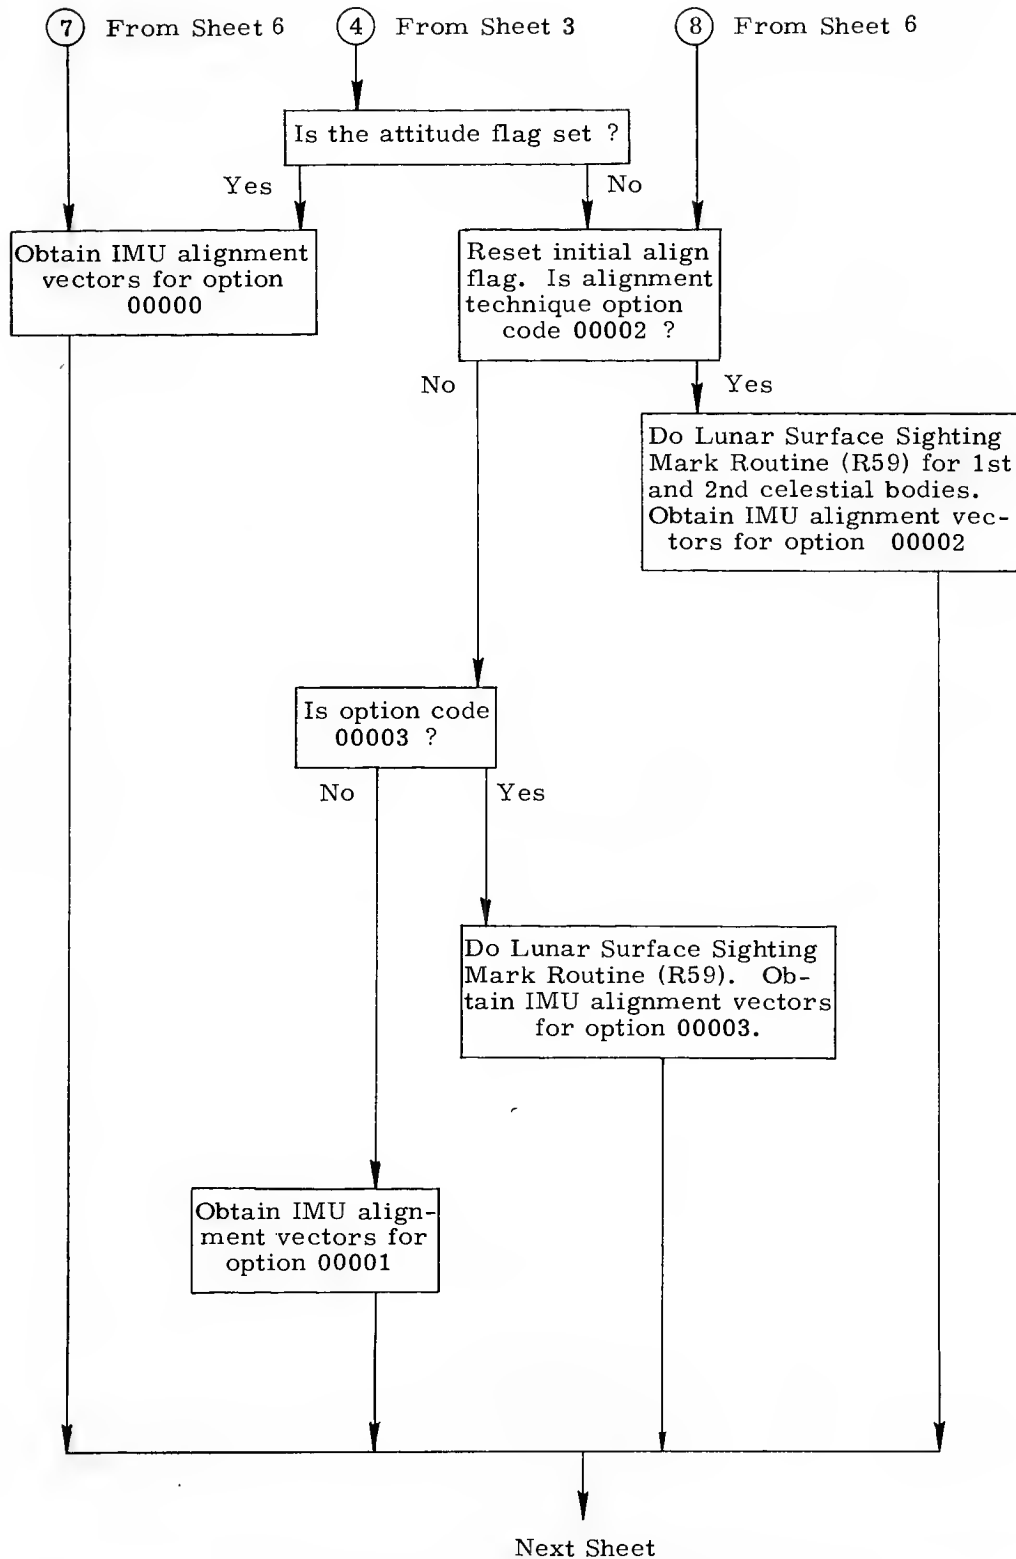 7 From Sheet 6
4 From Sheet 3
8 From Sheet 6
Is the attitude flag set ?
Yes
No
Obtain IMU alignment
vectors for option
00000
Reset initial align
flag. Is alignment
technique option
code 00002 ?
No
Yes
Do Lunar Surface Sighting
Mark Routine (R59) for 1st
and 2nd celestial bodies.
Obtain IMU alignment vec-
tors for option 00002
Is option code
00003 ?
No
Yes
Do Lunar Surface Sighting
Mark Routine (R59). Ob-
tain IMU alignment vectors
for option 00003.
Obtain IMU align-
ment vectors for
option 00001
Next Sheet